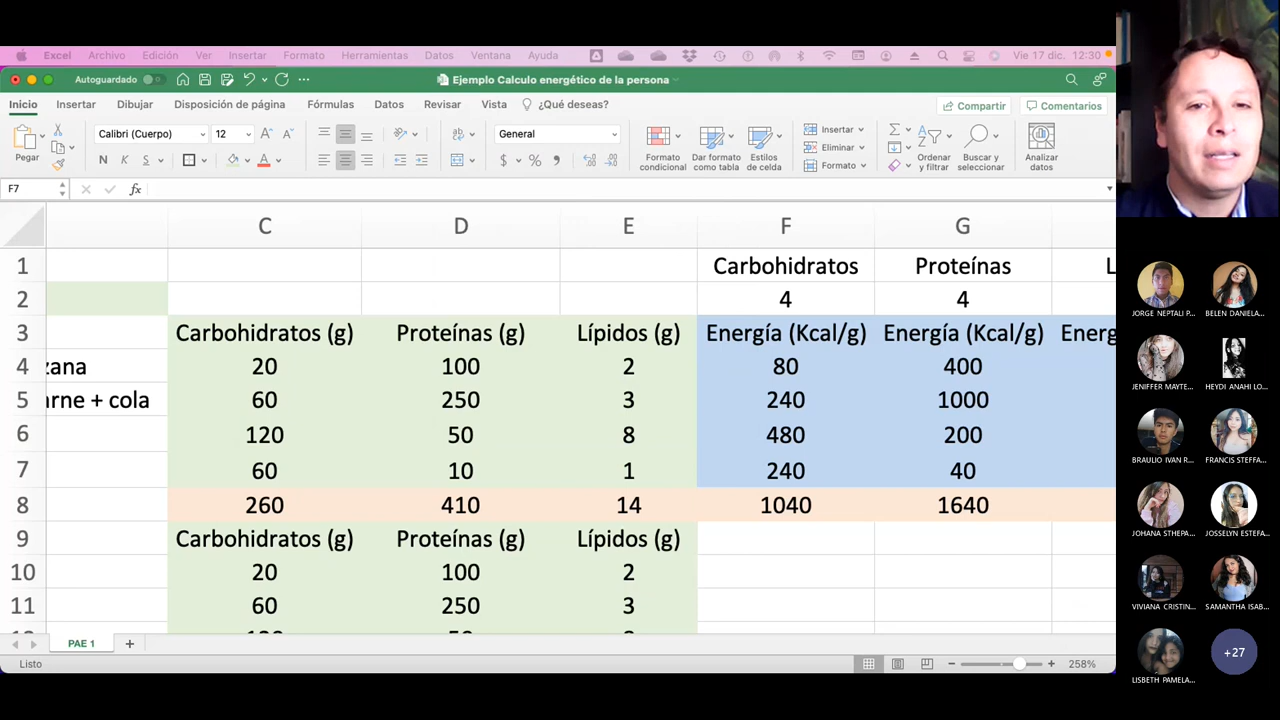 Excel Archivo Edición Ver Insertar Formato Herramientas Datos Ventana Ayuda Vie 17 dic. 12:30
Autoguardado Ejemplo Calculo energético de la persona
Inicio Insertar Dibujar Disposición de página Fórmulas Datos Revisar Vista ¿Qué deseas? Compartir Comentarios
Pegar Calibri (Cuerpo) 12 General Formato condicional Dar formato como tabla Estilos de celda Insertar Eliminar Formato Ordenar y filtrar Buscar y seleccionar Analizar datos
N K S A $ % 
F7 fx
C D E F G
1 Carbohidratos Proteínas L
2 4 4
3 Carbohidratos (g) Proteínas (g) Lípidos (g) Energía (Kcal/g) Energía (Kcal/g) Energ
4 zana 20 100 2 80 400
5 arne + cola 60 250 3 240 1000
6 120 50 8 480 200
7 60 10 1 240 40
8 260 410 14 1040 1640
9 Carbohidratos (g) Proteínas (g) Lípidos (g)
10 20 100 2
11 60 250 3
PAE 1 +
Listo 258%
JORGE NEPTALI P... BELEN DANIELA...
JENIFFER MAYTE... HEYDI ANAHI LO...
BRAULIO IVAN R... FRANCIS STEFFA...
JOHANA STHEPA... JOSSELYN ESTEFA...
VIVIANA CRISTIN... SAMANTHA ISAB...
LISBETH PAMELA... +27